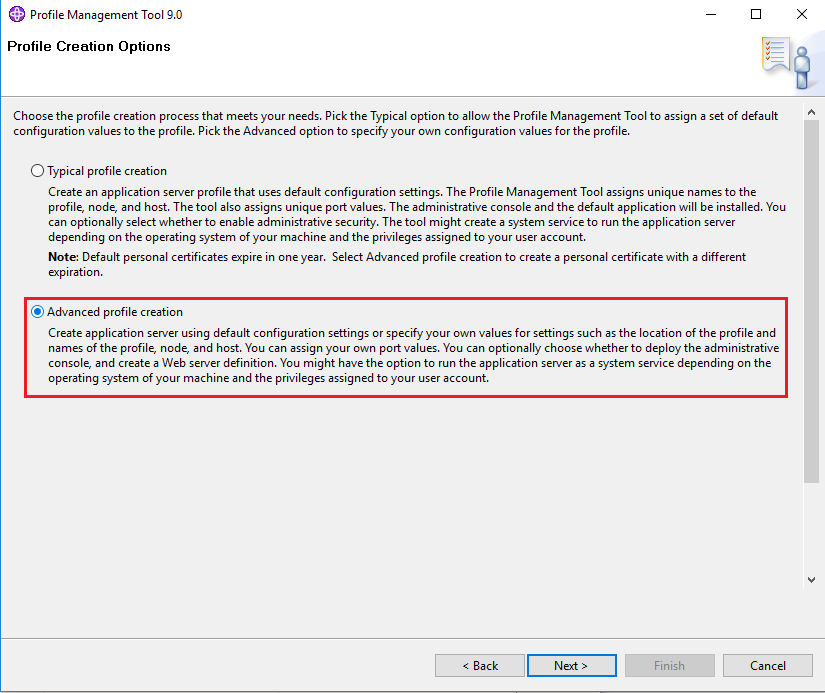 Profile Management Tool 9.0
Profile Creation Options
Choose the profile creation process that meets your needs. Pick the Typical option to allow the Profile Management Tool to assign a set of default
configuration values to the profile. Pick the Advanced option to specify your own configuration values for the profile.
Typical profile creation
Create an application server profile that uses default configuration settings. The Profile Management Tool assigns unique names to the
profile, node, and host. The tool also assigns unique port values. The administrative console and the default application will be installed. You
can optionally select whether to enable administrative security. The tool might create a system service to run the application server
depending on the operating system of your machine and the privileges assigned to your user account.
Note: Default personal certificates expire in one year. Select Advanced profile creation to create a personal certificate with a different
expiration.
Advanced profile creation
Create application server using default configuration settings or specify your own values for settings such as the location of the profile and
names of the profile, node, and host. You can assign your own port values. You can optionally choose whether to deploy the administrative
console, and create a Web server definition. You might have the option to run the application server as a system service depending on the
operating system of your machine and the privileges assigned to your user account.
< Back Next > Finish Cancel